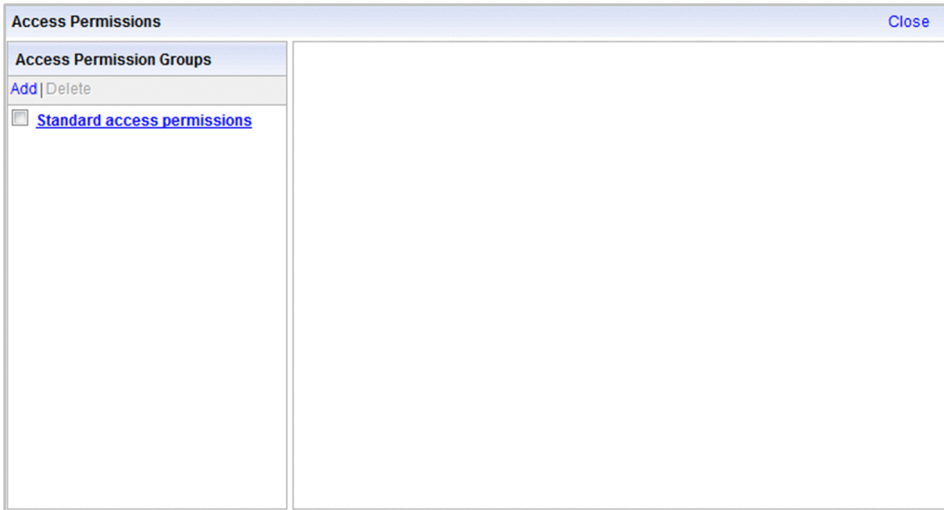 Access Permissions Close
Access Permission Groups
Add|Delete
Standard access permissions